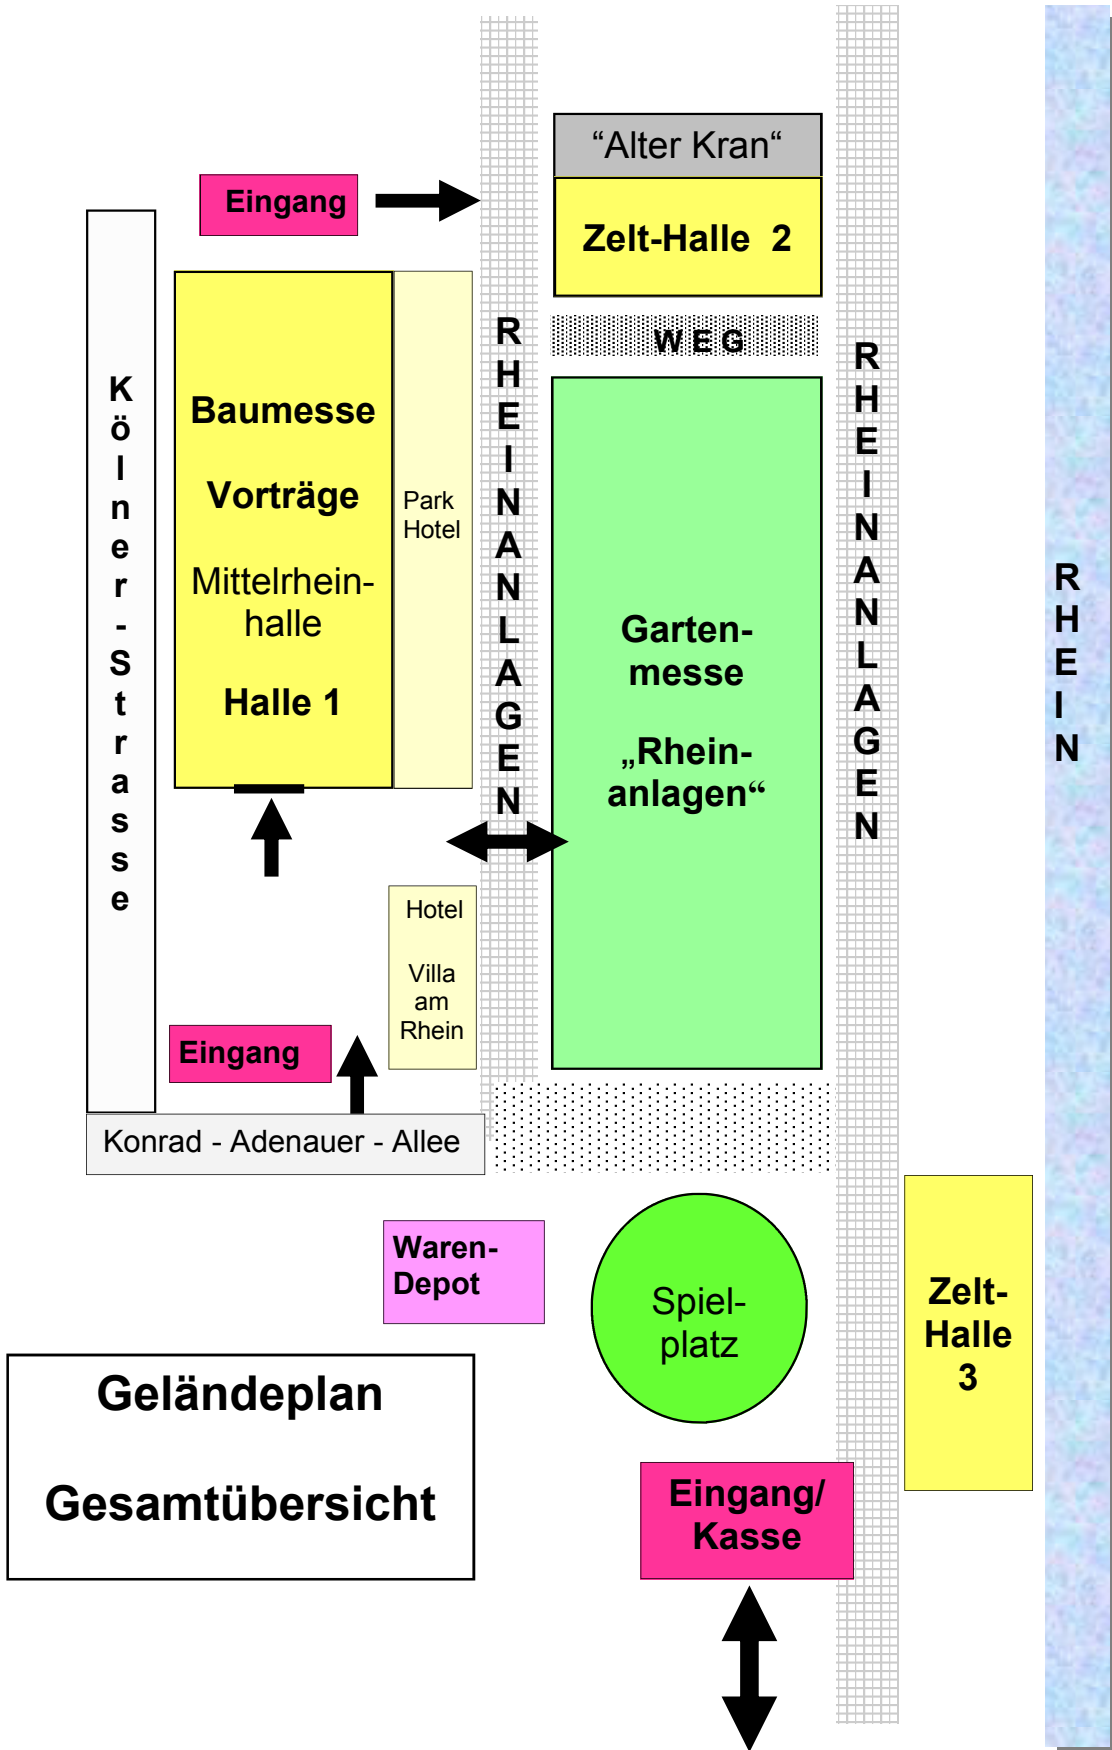 “Alter Kran“
Eingang
Zelt-Halle 2
WEG
RHEINANLAGEN
RHEINANLAGEN
RHEIN
Kölner-Strasse
Baumesse
Vorträge
Mittelrhein-
halle
Halle 1
Park
Hotel
Garten-
messe
„Rhein-
anlagen“
Hotel
Villa
am
Rhein
Eingang
Konrad - Adenauer - Allee
Waren-
Depot
Spiel-
platz
Zelt-
Halle
3
Geländeplan
Gesamtübersicht
Eingang/
Kasse